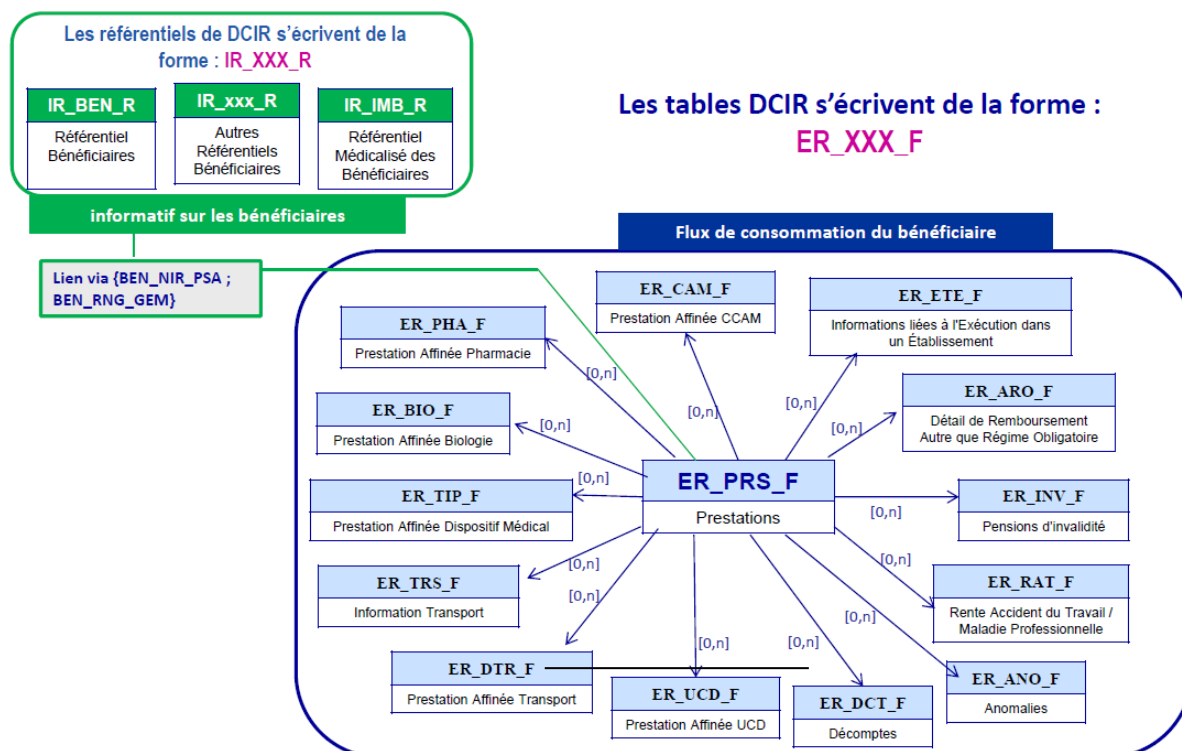 Les référentiels de DCIR s'écrivent de la
forme : IR_XXX_R
IR_BEN_R
Référentiel
Bénéficiaires
IR_xxx_R
Autres
Référentiels
Bénéficiaires
IR_IMB_R
Référentiel
Médicalisé des
Bénéficiaires
informatif sur les bénéficiaires
Lien via {BEN_NIR_PSA ;
BEN_RNG_GEM}
Les tables DCIR s'écrivent de la forme :
ER_XXX_F
Flux de consommation du bénéficiaire
ER_CAM_F
Prestation Affinée CCAM
ER_ETE_F
Informations liées à l'Exécution dans
un Établissement
ER_PHA_F
Prestation Affinée Pharmacie
[0,n]
[0,n]
[0,n]
ER_ARO_F
Détail de Remboursement
Autre que Régime Obligatoire
[0,n]
ER_BIO_F
Prestation Affinée Biologie
[0,n]
ER_PRS_F
Prestations
ER_TIP_F
Prestation Affinée Dispositif Médical
[0,n]
ER_INV_F
Pensions d'invalidité
[0,n]
ER_TRS_F
Information Transport
[0,n]
[0,n]
ER_RAT_F
Rente Accident du Travail /
Maladie Professionnelle
[0,n]
ER_DTR_F
Prestation Affinée Transport
[0,n]
ER_UCD_F
Prestation Affinée UCD
[0,n]
ER_DCT_F
Décomptes
[0,n]
ER_ANO_F
Anomalies